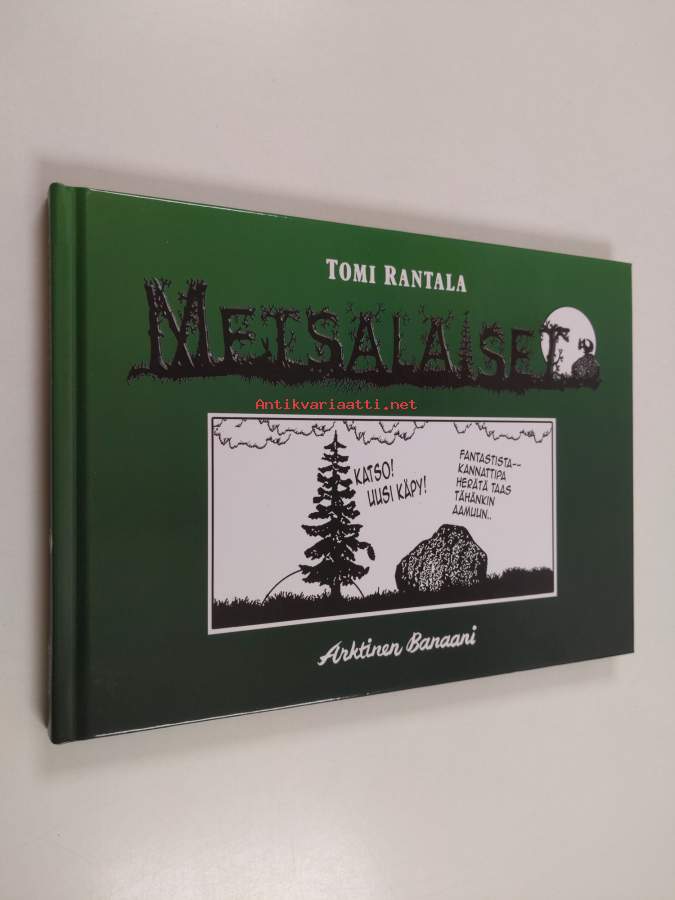 TOMI RANTALA
METSÄLÄISET
Antikvariaatti.net
KATSO!
UUSI KÄPY!
FANTASTISTA--
KANNATTIPA
HERÄTÄ TAAS
TÄHÄNKIN
AAMUUN..
Arktinen Banaani